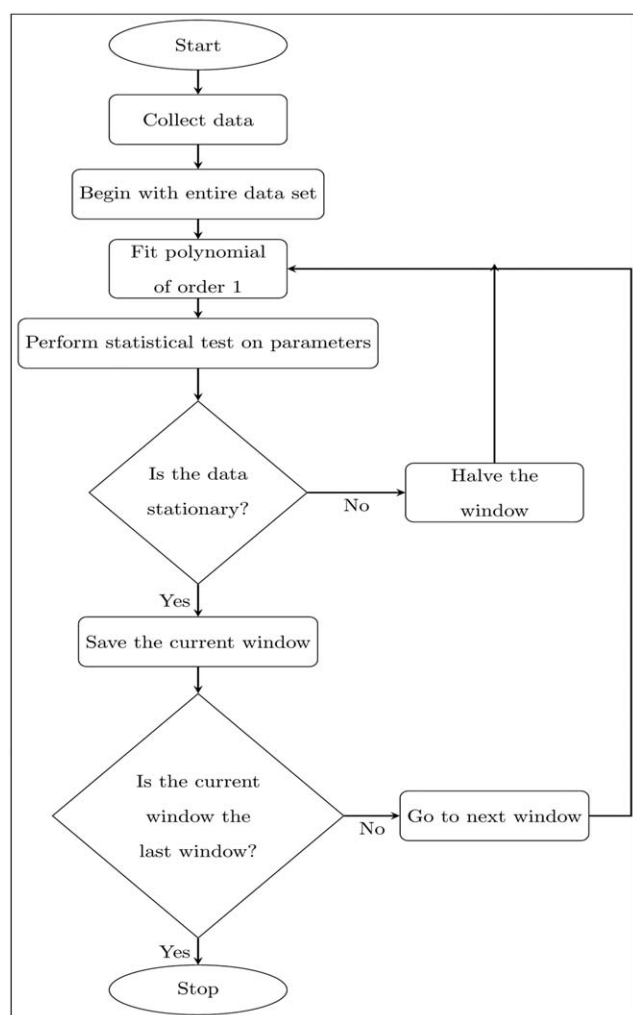 Start
Collect data
Begin with entire data set
Fit polynomial
of order 1
Perform statistical test on parameters
Is the data
stationary?
No
Halve the
window
Yes
Save the current window
Is the current
window the
last window?
No
Go to next window
Yes
Stop